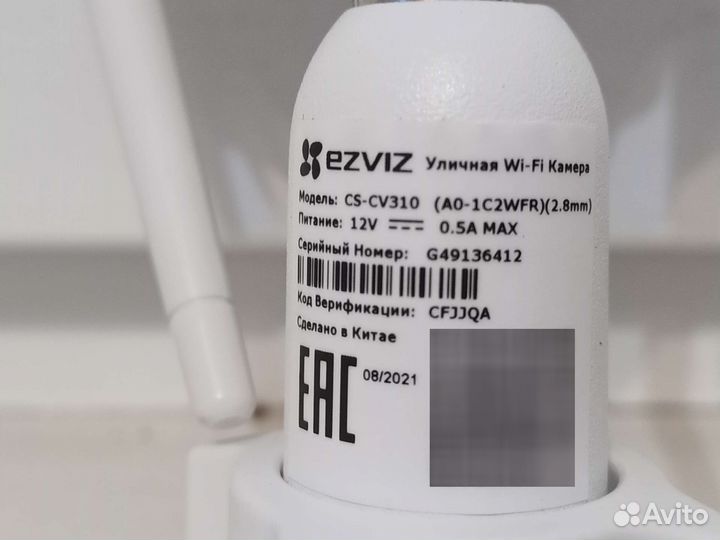 ezviz Уличная Wi-Fi Камера
Модель: CS-CV310 (A0-1C2WFR)(2.8mm)
Питание: 12V 0.5A MAX
Серийный Номер: G49136412
Код Верификации: CFJJQA
Сделано в Китае
EAC 08/2021
Avito